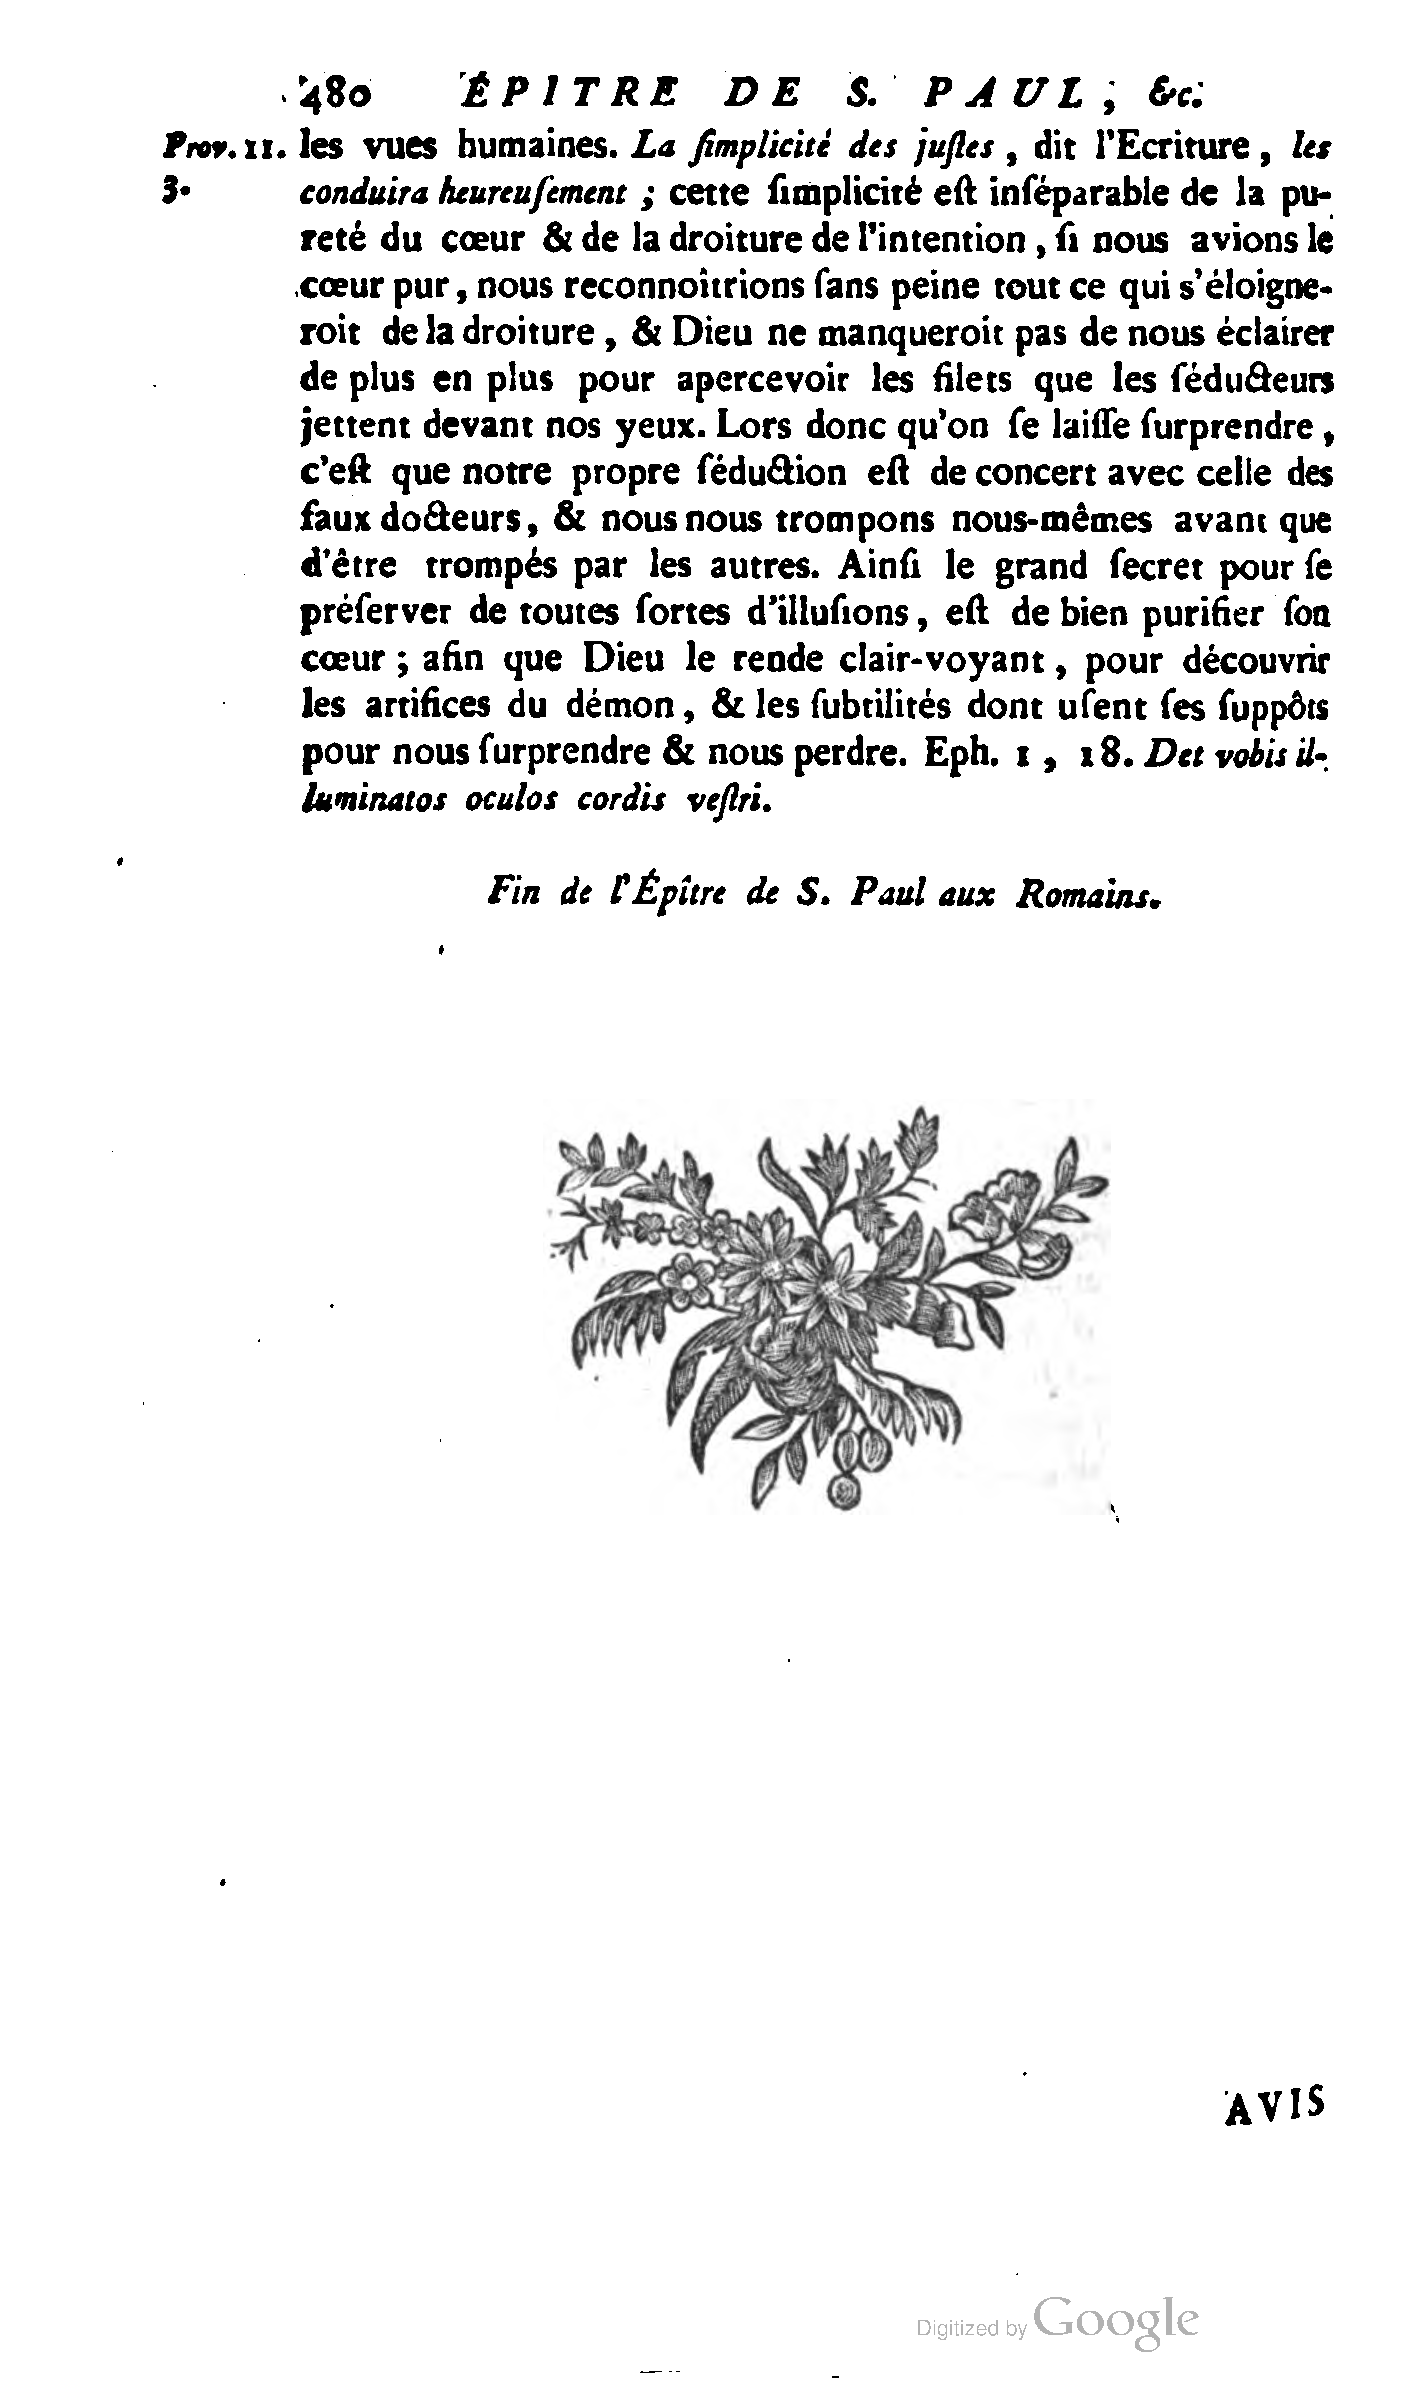 480 ÉPITRE DE S. PAUL, &c.
Prov. 11. les vues humaines. La ſimplicité des juſtes, dit l'Ecriture, les
3. conduira heureuſement ; cette ſimplicité eſt inſéparable de la pu-
reté du cœur & de la droiture de l'intention, ſi nous avions le
cœur pur, nous reconnoîtrions ſans peine tout ce qui s'éloigne-
roit de la droiture, & Dieu ne manqueroit pas de nous éclairer
de plus en plus pour apercevoir les filets que les ſéducteurs
jettent devant nos yeux. Lors donc qu'on ſe laiſſe ſurprendre,
c'eſt que notre propre ſéduction eſt de concert avec celle des
faux docteurs, & nous nous trompons nous-mêmes avant que
d'être trompés par les autres. Ainſi le grand ſecret pour ſe
préſerver de toutes ſortes d'illuſions, eſt de bien purifier ſon
cœur ; afin que Dieu le rende clair-voyant, pour découvrir
les artifices du démon, & les ſubtilités dont uſent ſes ſuppôts
pour nous ſurprendre & nous perdre. Eph. 1, 18. Det vobis il-
luminatos oculos cordis veſtri.
Fin de l'Épître de S. Paul aux Romains.
AVIS
Digitized by Google